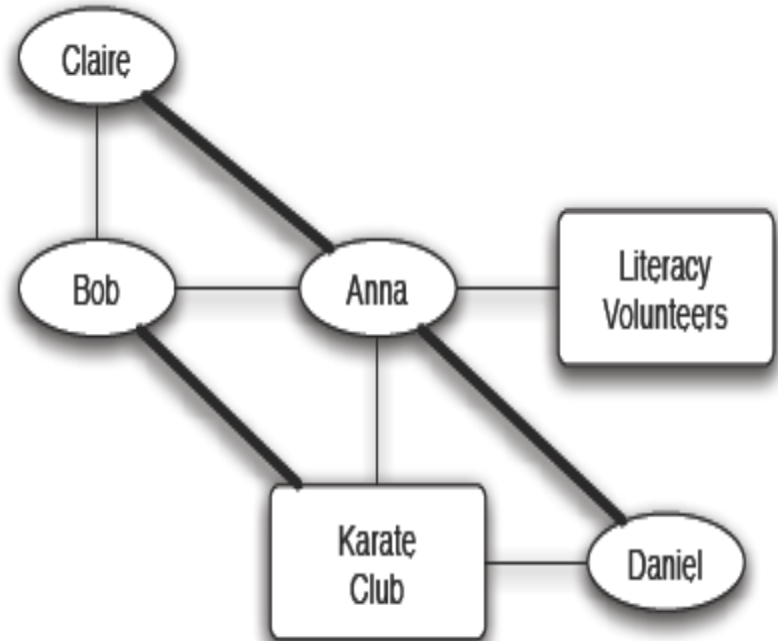 Claire
Bob
Anna
Literacy
Volunteers
Karate
Club
Daniel